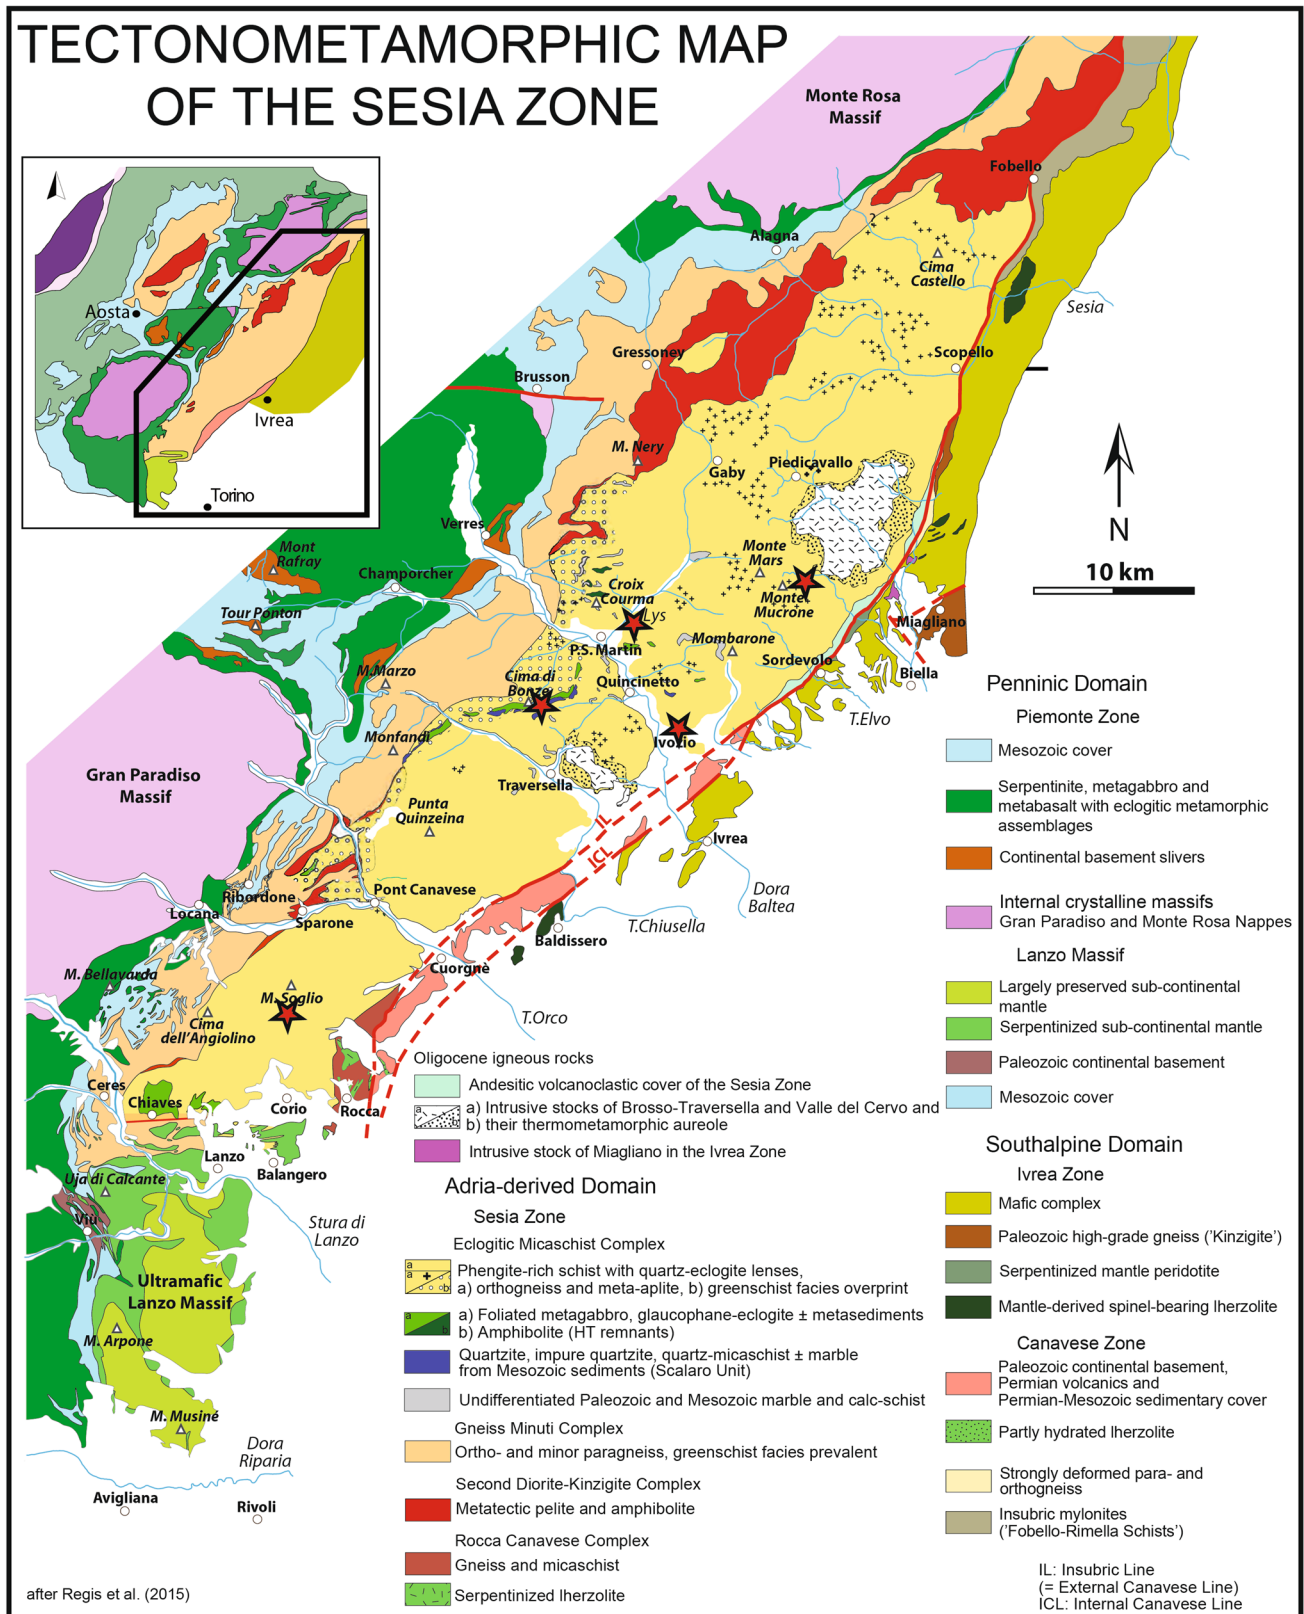 TECTONOMETAMORPHIC MAP
OF THE SESIA ZONE
Monte Rosa
Massif
Fobello
Alagna
?
Cima
Castello
Sesia
Aosta
Ivrea
Torino
Gressoney
Scopello
Brusson
M. Nery
Gaby
Piedicavallo
N
10 km
Verres
Mont
Rafray
Champorcher
Monte
Mars
Croix
Courma
Monte
Mucrone
Tour Ponton
Lys
Miagliano
P.S. Martin
Mombarone
Sordevolo
Biella
M.Marzo
Cima di
Bonze
Quincinetto
T.Elvo
Monfandi
Ivozio
Gran Paradiso
Massif
Traversella
Punta
Quinzeina
IL
ICL
Ivrea
Dora
Baltea
Ribordone
Pont Canavese
Locana
Sparone
T.Chiusella
Baldissero
Cuorgnè
M. Bellavarda
M. Soglio
Cima
dell'Angiolino
T.Orco
Ceres
Chiaves
Corio
Rocca
Lanzo
Balangero
Uja di Calcante
Viù
Stura di
Lanzo
Ultramafic
Lanzo Massif
M. Arpone
M. Musinè
Dora
Riparia
Avigliana
Rivoli
after Regis et al. (2015)
Oligocene igneous rocks
Andesitic volcanoclastic cover of the Sesia Zone
a
b
a) Intrusive stocks of Brosso-Traversella and Valle del Cervo and
b) their thermometamorphic aureole
Intrusive stock of Miagliano in the Ivrea Zone
Adria-derived Domain
Sesia Zone
Eclogitic Micaschist Complex
a
a
b
Phengite-rich schist with quartz-eclogite lenses,
a) orthogneiss and meta-aplite, b) greenschist facies overprint
a
b
a) Foliated metagabbro, glaucophane-eclogite ± metasediments
b) Amphibolite (HT remnants)
Quartzite, impure quartzite, quartz-micaschist ± marble
from Mesozoic sediments (Scalaro Unit)
Undifferentiated Paleozoic and Mesozoic marble and calc-schist
Gneiss Minuti Complex
Ortho- and minor paragneiss, greenschist facies prevalent
Second Diorite-Kinzigite Complex
Metatectic pelite and amphibolite
Rocca Canavese Complex
Gneiss and micaschist
Serpentinized lherzolite
Penninic Domain
Piemonte Zone
Mesozoic cover
Serpentinite, metagabbro and
metabasalt with eclogitic metamorphic
assemblages
Continental basement slivers
Internal crystalline massifs
Gran Paradiso and Monte Rosa Nappes
Lanzo Massif
Largely preserved sub-continental
mantle
Serpentinized sub-continental mantle
Paleozoic continental basement
Mesozoic cover
Southalpine Domain
Ivrea Zone
Mafic complex
Paleozoic high-grade gneiss ('Kinzigite')
Serpentinized mantle peridotite
Mantle-derived spinel-bearing lherzolite
Canavese Zone
Paleozoic continental basement,
Permian volcanics and
Permian-Mesozoic sedimentary cover
Partly hydrated lherzolite
Strongly deformed para- and
orthogneiss
Insubric mylonites
('Fobello-Rimella Schists')
IL: Insubric Line
(= External Canavese Line)
ICL: Internal Canavese Line